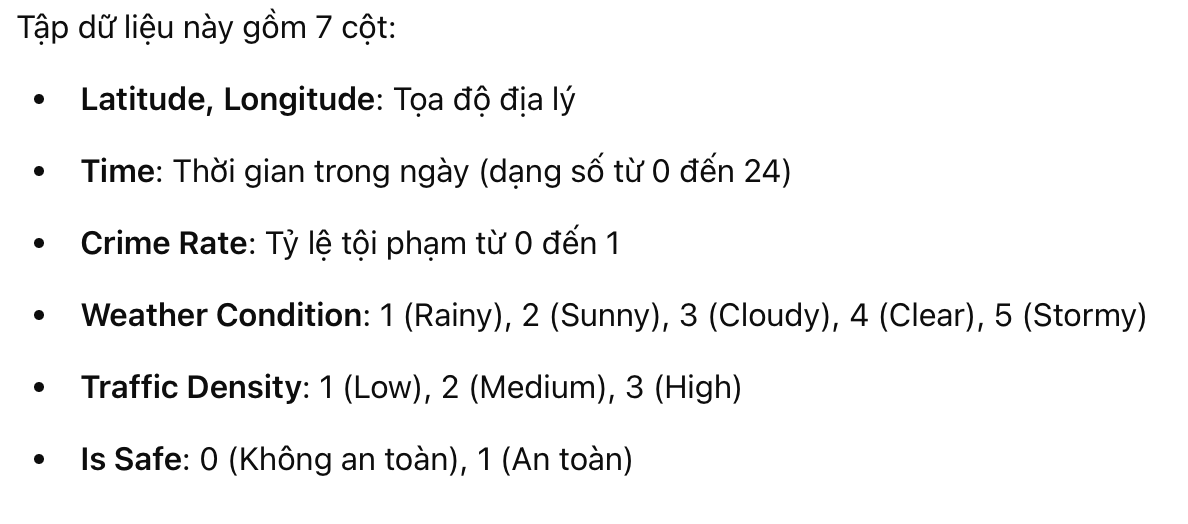 Tập dữ liệu này gồm 7 cột:
• Latitude, Longitude: Tọa độ địa lý
• Time: Thời gian trong ngày (dạng số từ 0 đến 24)
• Crime Rate: Tỷ lệ tội phạm từ 0 đến 1
• Weather Condition: 1 (Rainy), 2 (Sunny), 3 (Cloudy), 4 (Clear), 5 (Stormy)
• Traffic Density: 1 (Low), 2 (Medium), 3 (High)
• Is Safe: 0 (Không an toàn), 1 (An toàn)